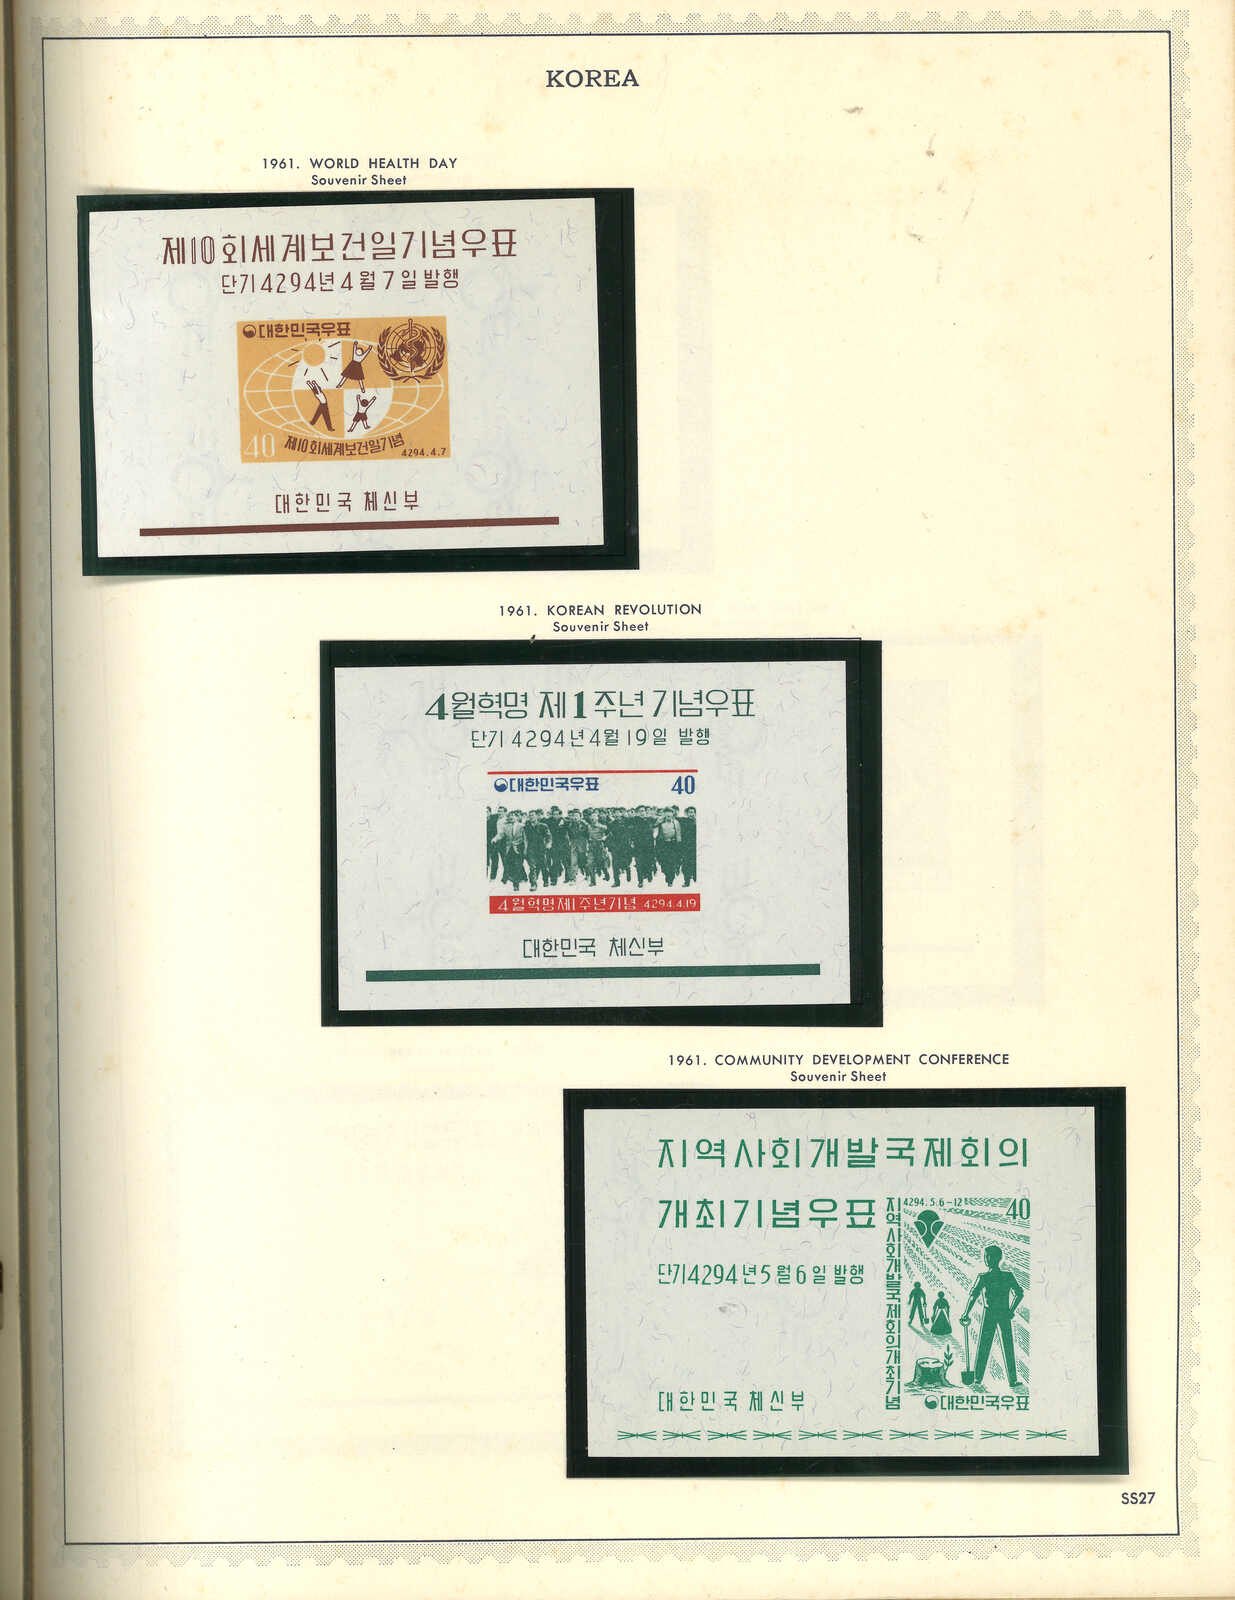 KOREA
1961. WORLD HEALTH DAY
Souvenir Sheet
제10회세계보건일기념우표
단기4294년4월7일발행
대한민국우표
40
제10회세계보건일기념
4294.4.7
대한민국 체신부
1961. KOREAN REVOLUTION
Souvenir Sheet
4월혁명 제1주년기념우표
단기4294년4월19일 발행
대한민국우표 40
4월혁명제1주년기념 4294.4.19
대한민국 체신부
1961. COMMUNITY DEVELOPMENT CONFERENCE
Souvenir Sheet
지역사회개발국제회의
개최기념우표
단기4294년5월6일발행
4294.5.6-12
40
지역사회개발국제회의개최기념
대한민국우표
대한민국체신부
SS27